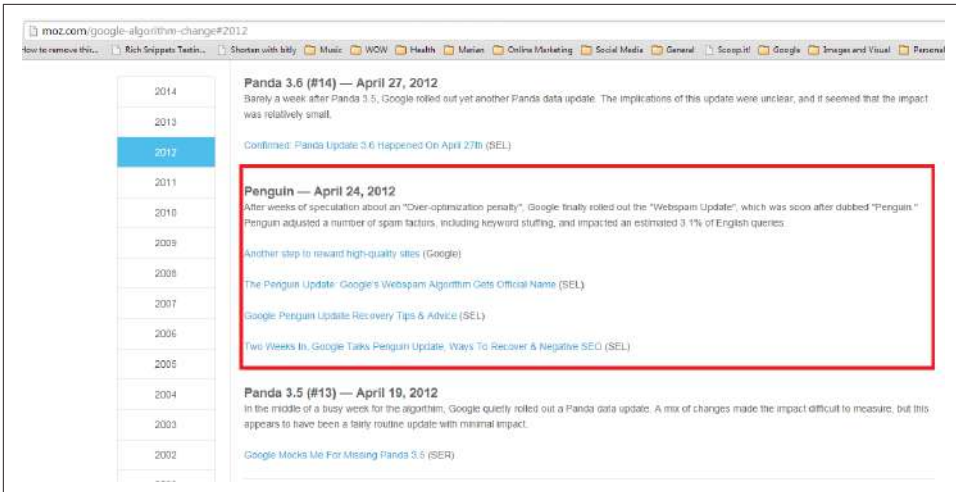 moz.com/google-algorithm-change#2012
How to remove this... Rich Snippets Testin... Shorten with bitly Music WOW Health Marian Online Marketing Social Media General Scoop.it! Google Images and Visual Personal
2014
2013
2012
2011
2010
2009
2008
2007
2006
2005
2004
2003
2002
Panda 3.6 (#14) — April 27, 2012
Barely a week after Panda 3.5, Google rolled out yet another Panda data update. The implications of this update were unclear, and it seemed that the impact
was relatively small.
Confirmed: Panda Update 3.6 Happened On April 27th (SEL)
Penguin — April 24, 2012
After weeks of speculation about an "Over-optimization penalty", Google finally rolled out the "Webspam Update", which was soon after dubbed "Penguin."
Penguin adjusted a number of spam factors, including keyword stuffing, and impacted an estimated 3.1% of English queries.
Another step to reward high-quality sites (Google)
The Penguin Update: Google's Webspam Algorithm Gets Official Name (SEL)
Google Penguin Update Recovery Tips & Advice (SEL)
Two Weeks In, Google Talks Penguin Update, Ways To Recover & Negative SEO (SEL)
Panda 3.5 (#13) — April 19, 2012
In the middle of a busy week for the algorithim, Google quietly rolled out a Panda data update. A mix of changes made the impact difficult to measure, but this
appears to have been a fairly routine update with minimal impact.
Google Mocks Me For Missing Panda 3.5 (SER)